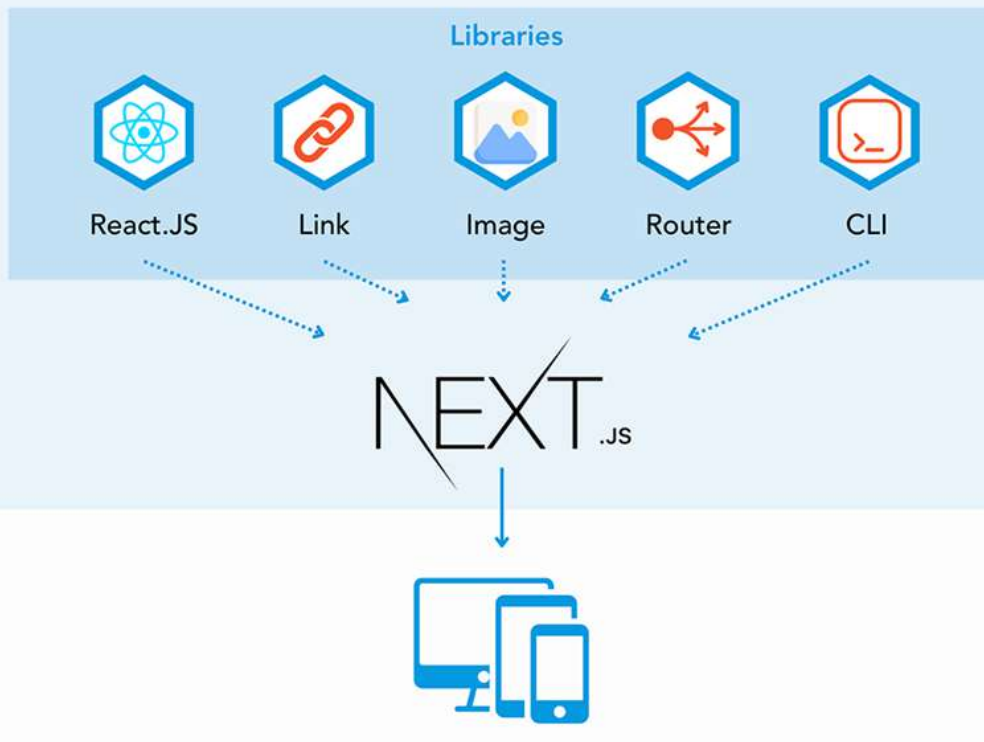 Libraries
React.JS
Link
Image
Router
CLI
NEXT.JS